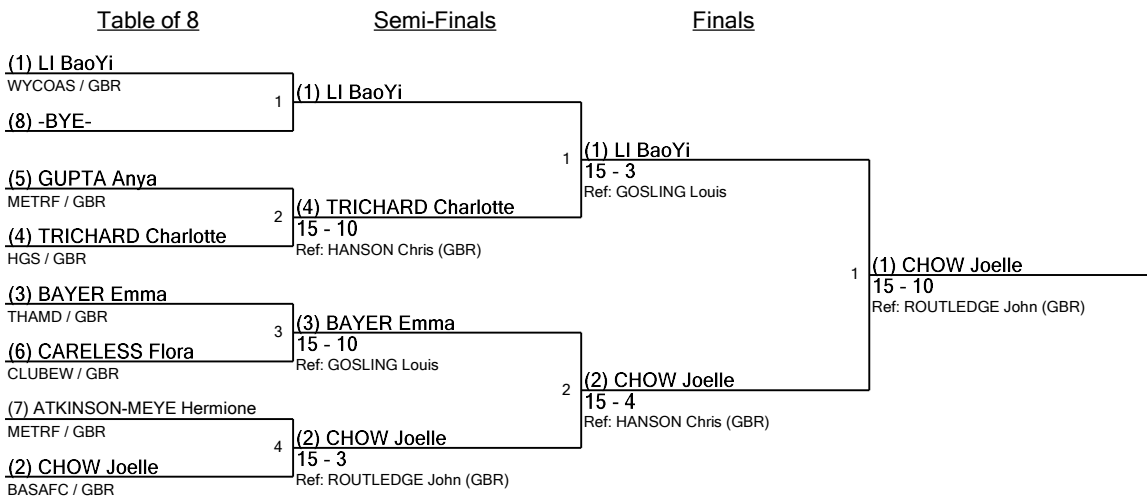 Table of 8
Semi-Finals
Finals
(1) LI BaoYi
WYCOAS / GBR
1
(8) -BYE-
(5) GUPTA Anya
METRF / GBR
2
(4) TRICHARD Charlotte
HGS / GBR
(3) BAYER Emma
THAMD / GBR
3
(6) CARELESS Flora
CLUBEW / GBR
(7) ATKINSON-MEYE Hermione
METRF / GBR
4
(2) CHOW Joelle
BASAFC / GBR
(1) LI BaoYi
1
(4) TRICHARD Charlotte
15 - 10
Ref: HANSON Chris (GBR)
(3) BAYER Emma
15 - 10
Ref: GOSLING Louis
2
(2) CHOW Joelle
15 - 3
Ref: ROUTLEDGE John (GBR)
(1) LI BaoYi
15 - 3
Ref: GOSLING Louis
1
(2) CHOW Joelle
15 - 4
Ref: HANSON Chris (GBR)
(1) CHOW Joelle
15 - 10
Ref: ROUTLEDGE John (GBR)